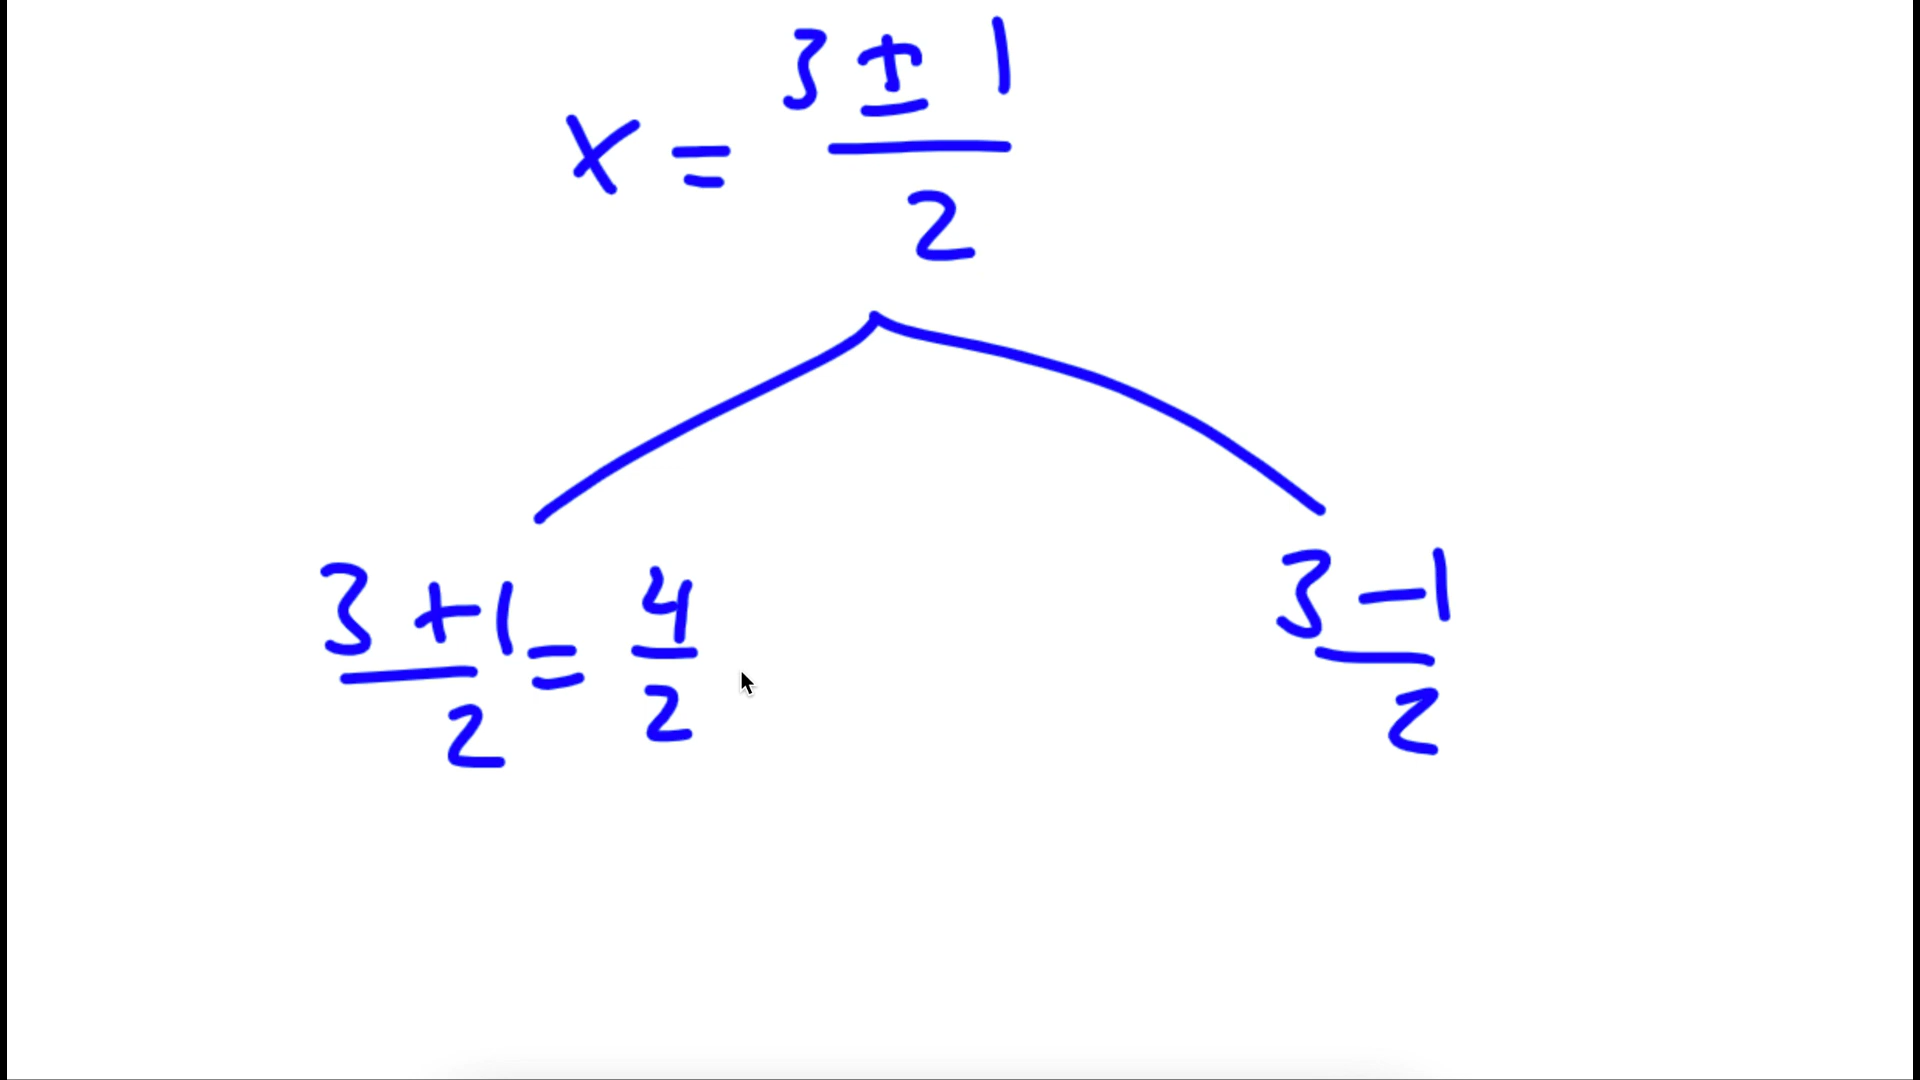 x = (3 ± 1)/2
(3 + 1)/2 = 4/2
(3 - 1)/2